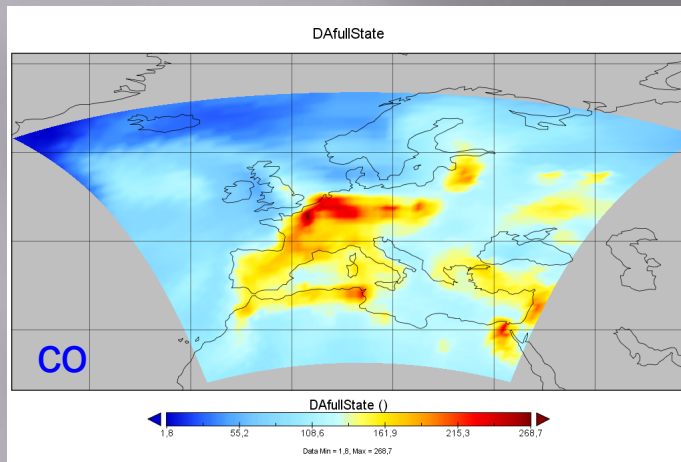 DAfullState
CO
DAfullState ()
1,8 55,2 108,6 161,9 215,3 268,7
Data Min = 1,8, Max = 268,7